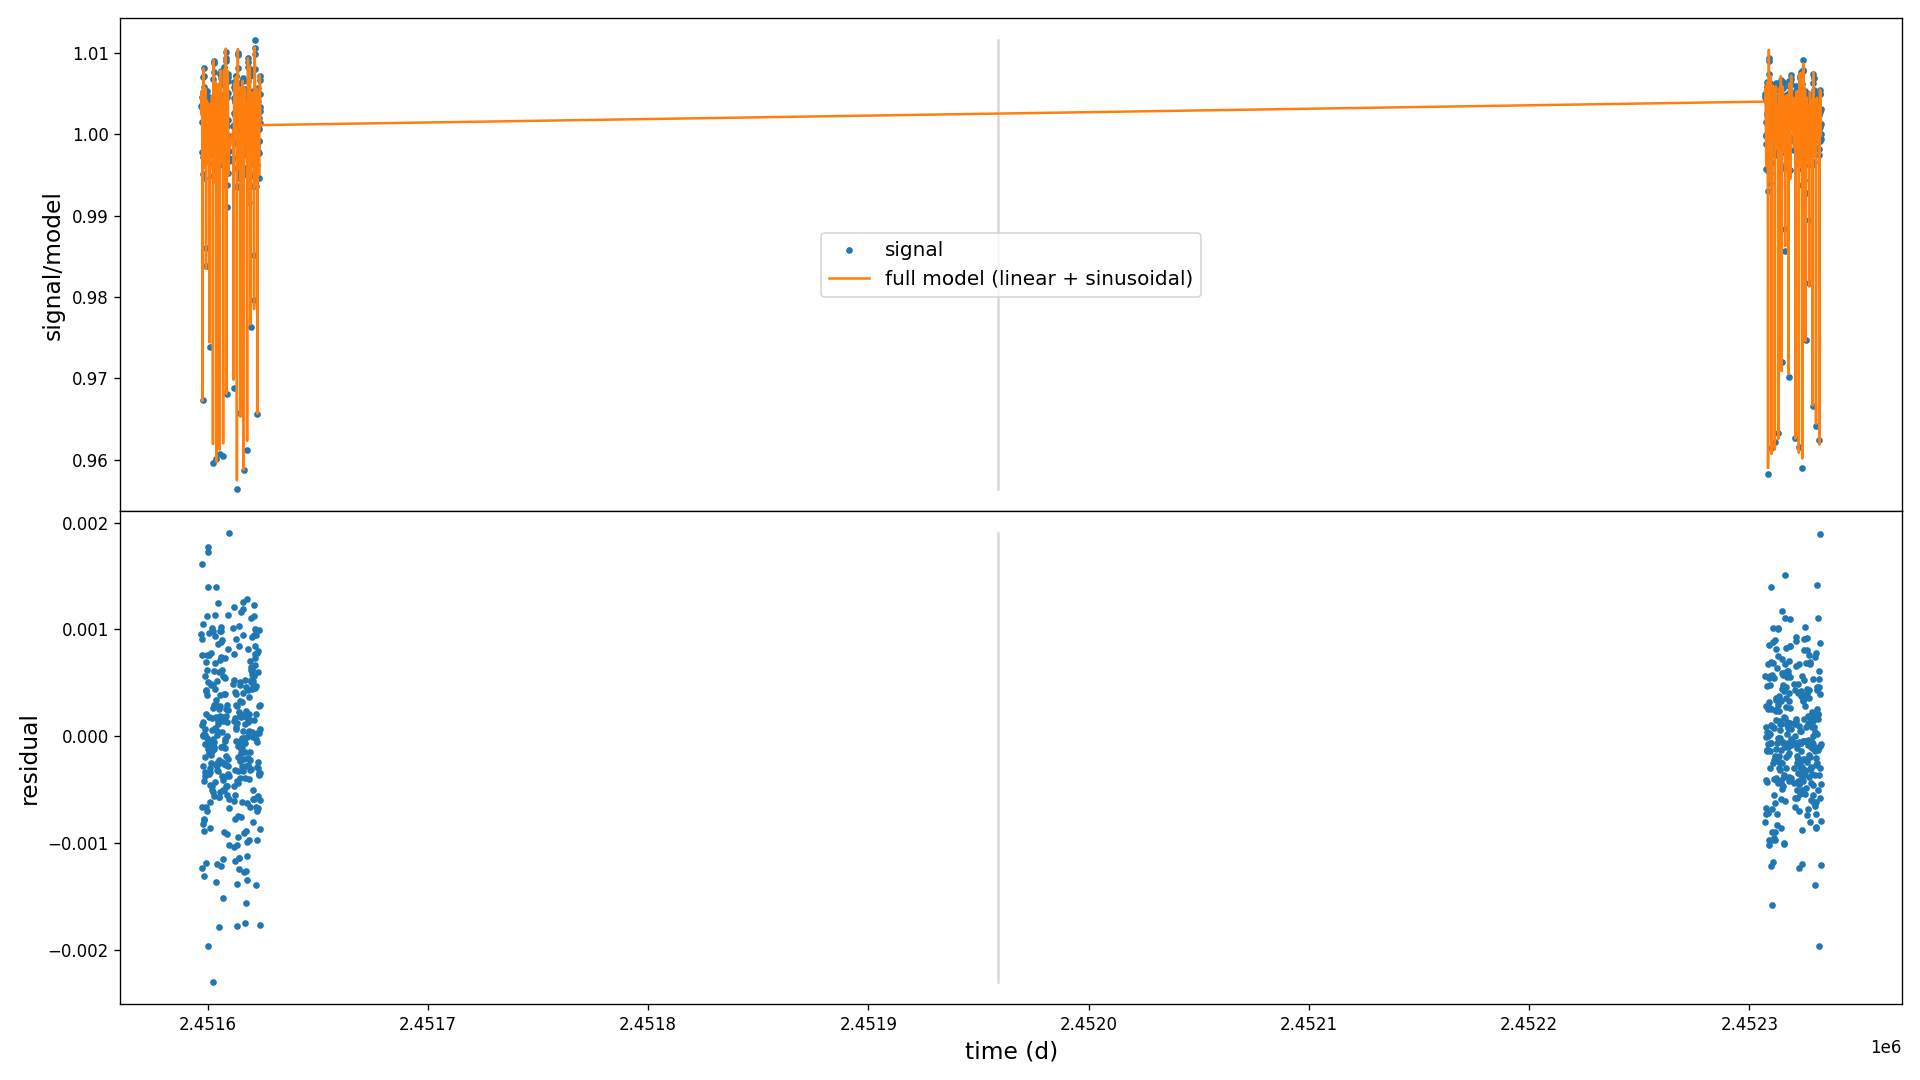 1.01
1.00
0.99
0.98
0.97
0.96
signal/model
signal
full model (linear + sinusoidal)
0.002
0.001
0.000
−0.001
−0.002
residual
2.4516 2.4517 2.4518 2.4519 2.4520 2.4521 2.4522 2.4523
time (d)
1e6